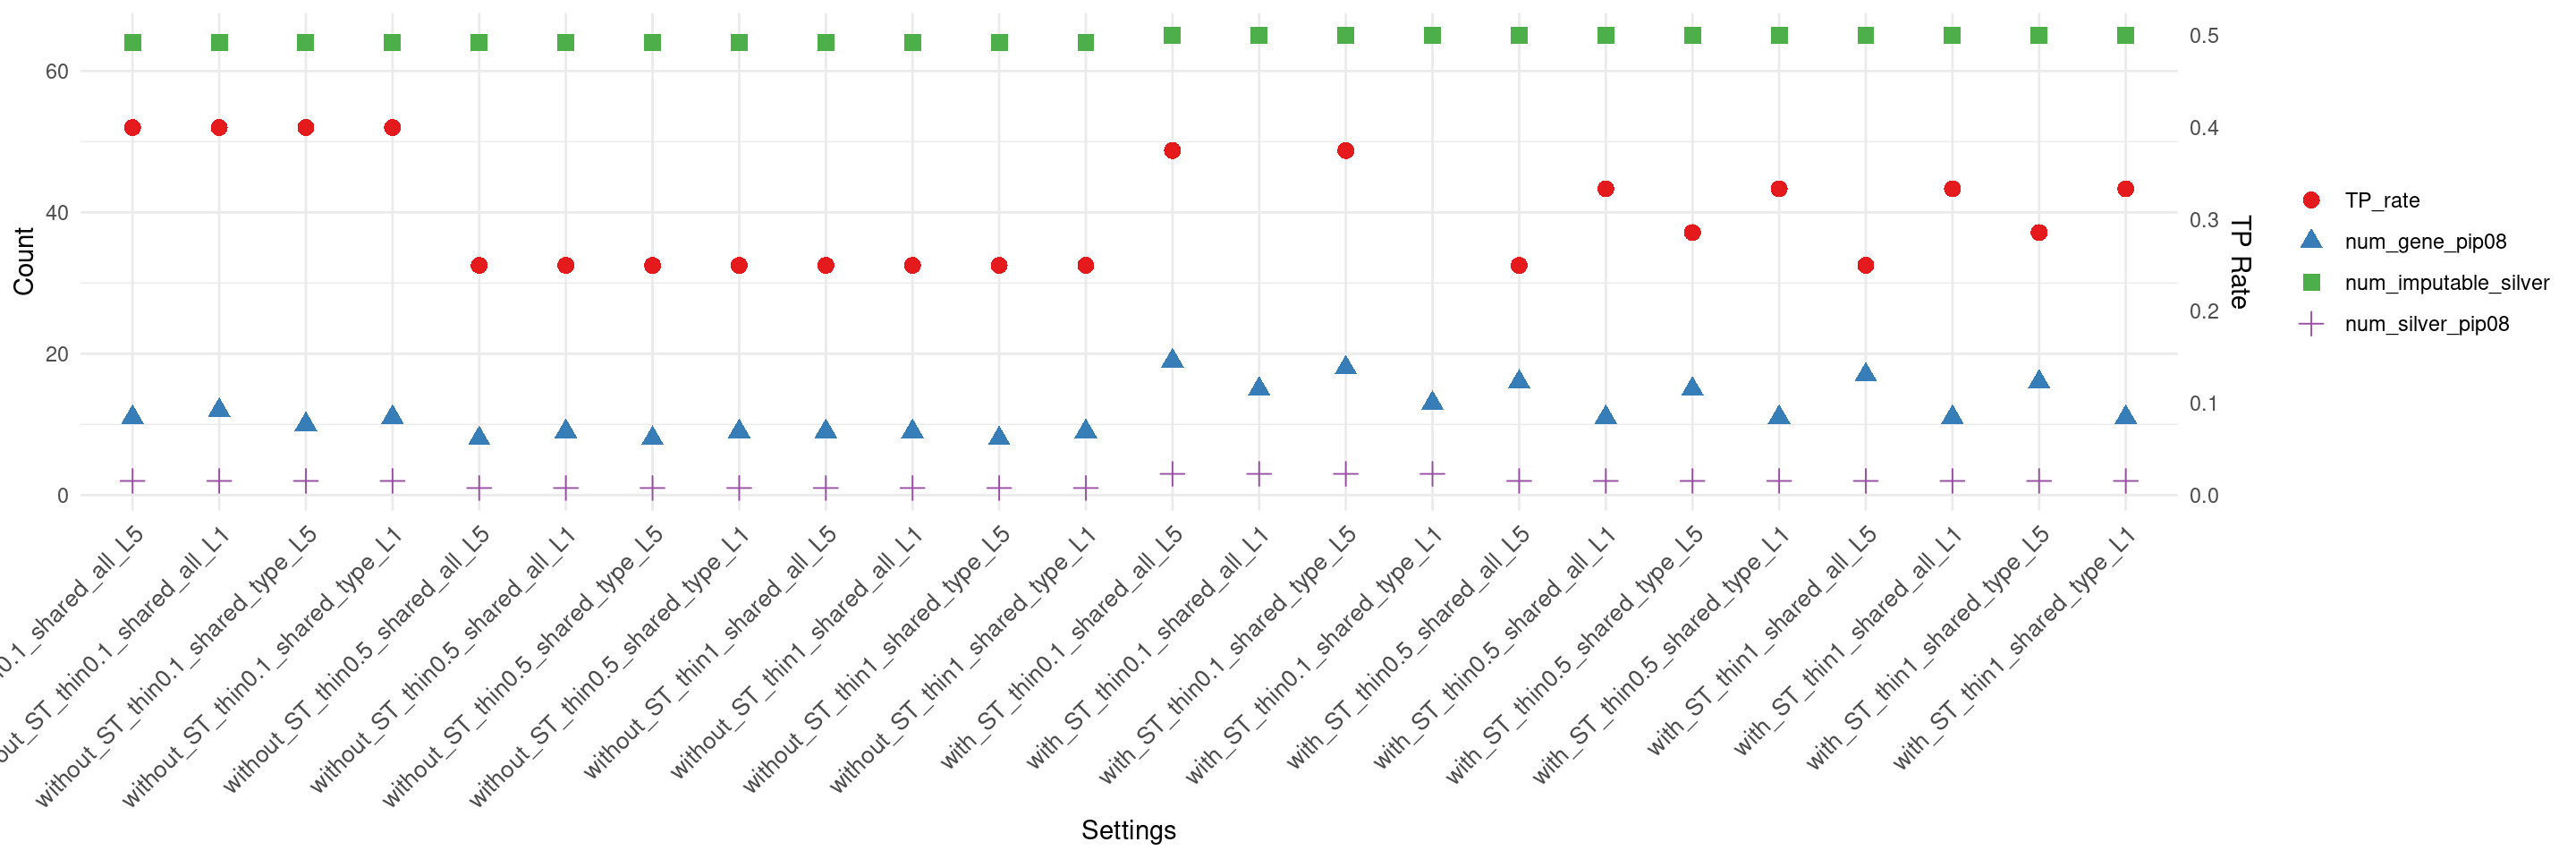 60
40
20
0
Count
0.5
0.4
0.3
0.2
0.1
0.0
TP Rate
TP_rate
num_gene_pip08
num_imputable_silver
num_silver_pip08
0.1_shared_all_L5
out_ST_thin0.1_shared_all_L1
without_ST_thin0.1_shared_type_L5
without_ST_thin0.1_shared_type_L1
without_ST_thin0.5_shared_all_L5
without_ST_thin0.5_shared_all_L1
without_ST_thin0.5_shared_type_L5
without_ST_thin0.5_shared_type_L1
without_ST_thin1_shared_all_L5
without_ST_thin1_shared_all_L1
without_ST_thin1_shared_type_L5
without_ST_thin1_shared_type_L1
with_ST_thin0.1_shared_all_L5
with_ST_thin0.1_shared_all_L1
with_ST_thin0.1_shared_type_L5
with_ST_thin0.1_shared_type_L1
with_ST_thin0.5_shared_all_L5
with_ST_thin0.5_shared_all_L1
with_ST_thin0.5_shared_type_L5
with_ST_thin0.5_shared_type_L1
with_ST_thin1_shared_all_L5
with_ST_thin1_shared_all_L1
with_ST_thin1_shared_type_L5
with_ST_thin1_shared_type_L1
Settings